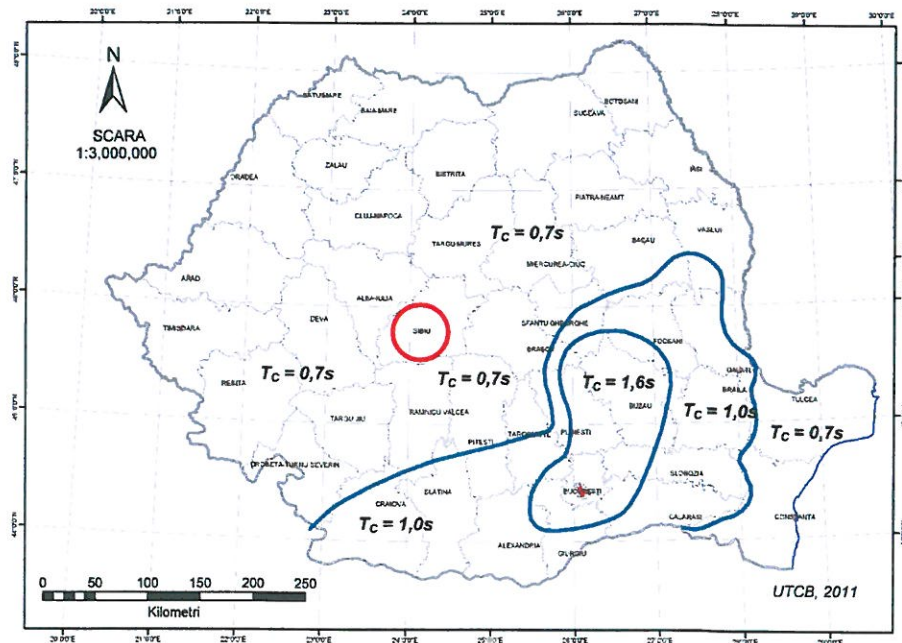 N
SCARA
1:3,000,000
SATU MARE
BAIA-MARE
BOTOSANI
SUCEAVA
ORADEA
ZALAU
BISTRITA
IASI
CLUJ-NAPOCA
PIATRA-NEAMT
TARGU-MURES
Tc = 0,7s
BACAU
VASLUI
MIERCUREA-CIUC
ARAD
ALBA-IULIA
DEVA
SIBIU
TIMISOARA
SFANTU GHEORGHE
BRASOV
FOCSANI
RESITA
Tc = 0,7s
Tc = 0,7s
Tc = 1,6s
GALATI
BRAILA
TULCEA
BUZAU
Tc = 1,0s
Tc = 0,7s
TARGU JIU
RAMNICU VALCEA
PITESTI
TARGOVISTE
PLOIESTI
DROBETA-TURNU SEVERIN
SLOBOZIA
SLATINA
BUCURESTI
CRAIOVA
Tc = 1,0s
CALARASI
CONSTANTA
ALEXANDRIA
GIURGIU
0 50 100 150 200 250
Kilometri
UTCB, 2011